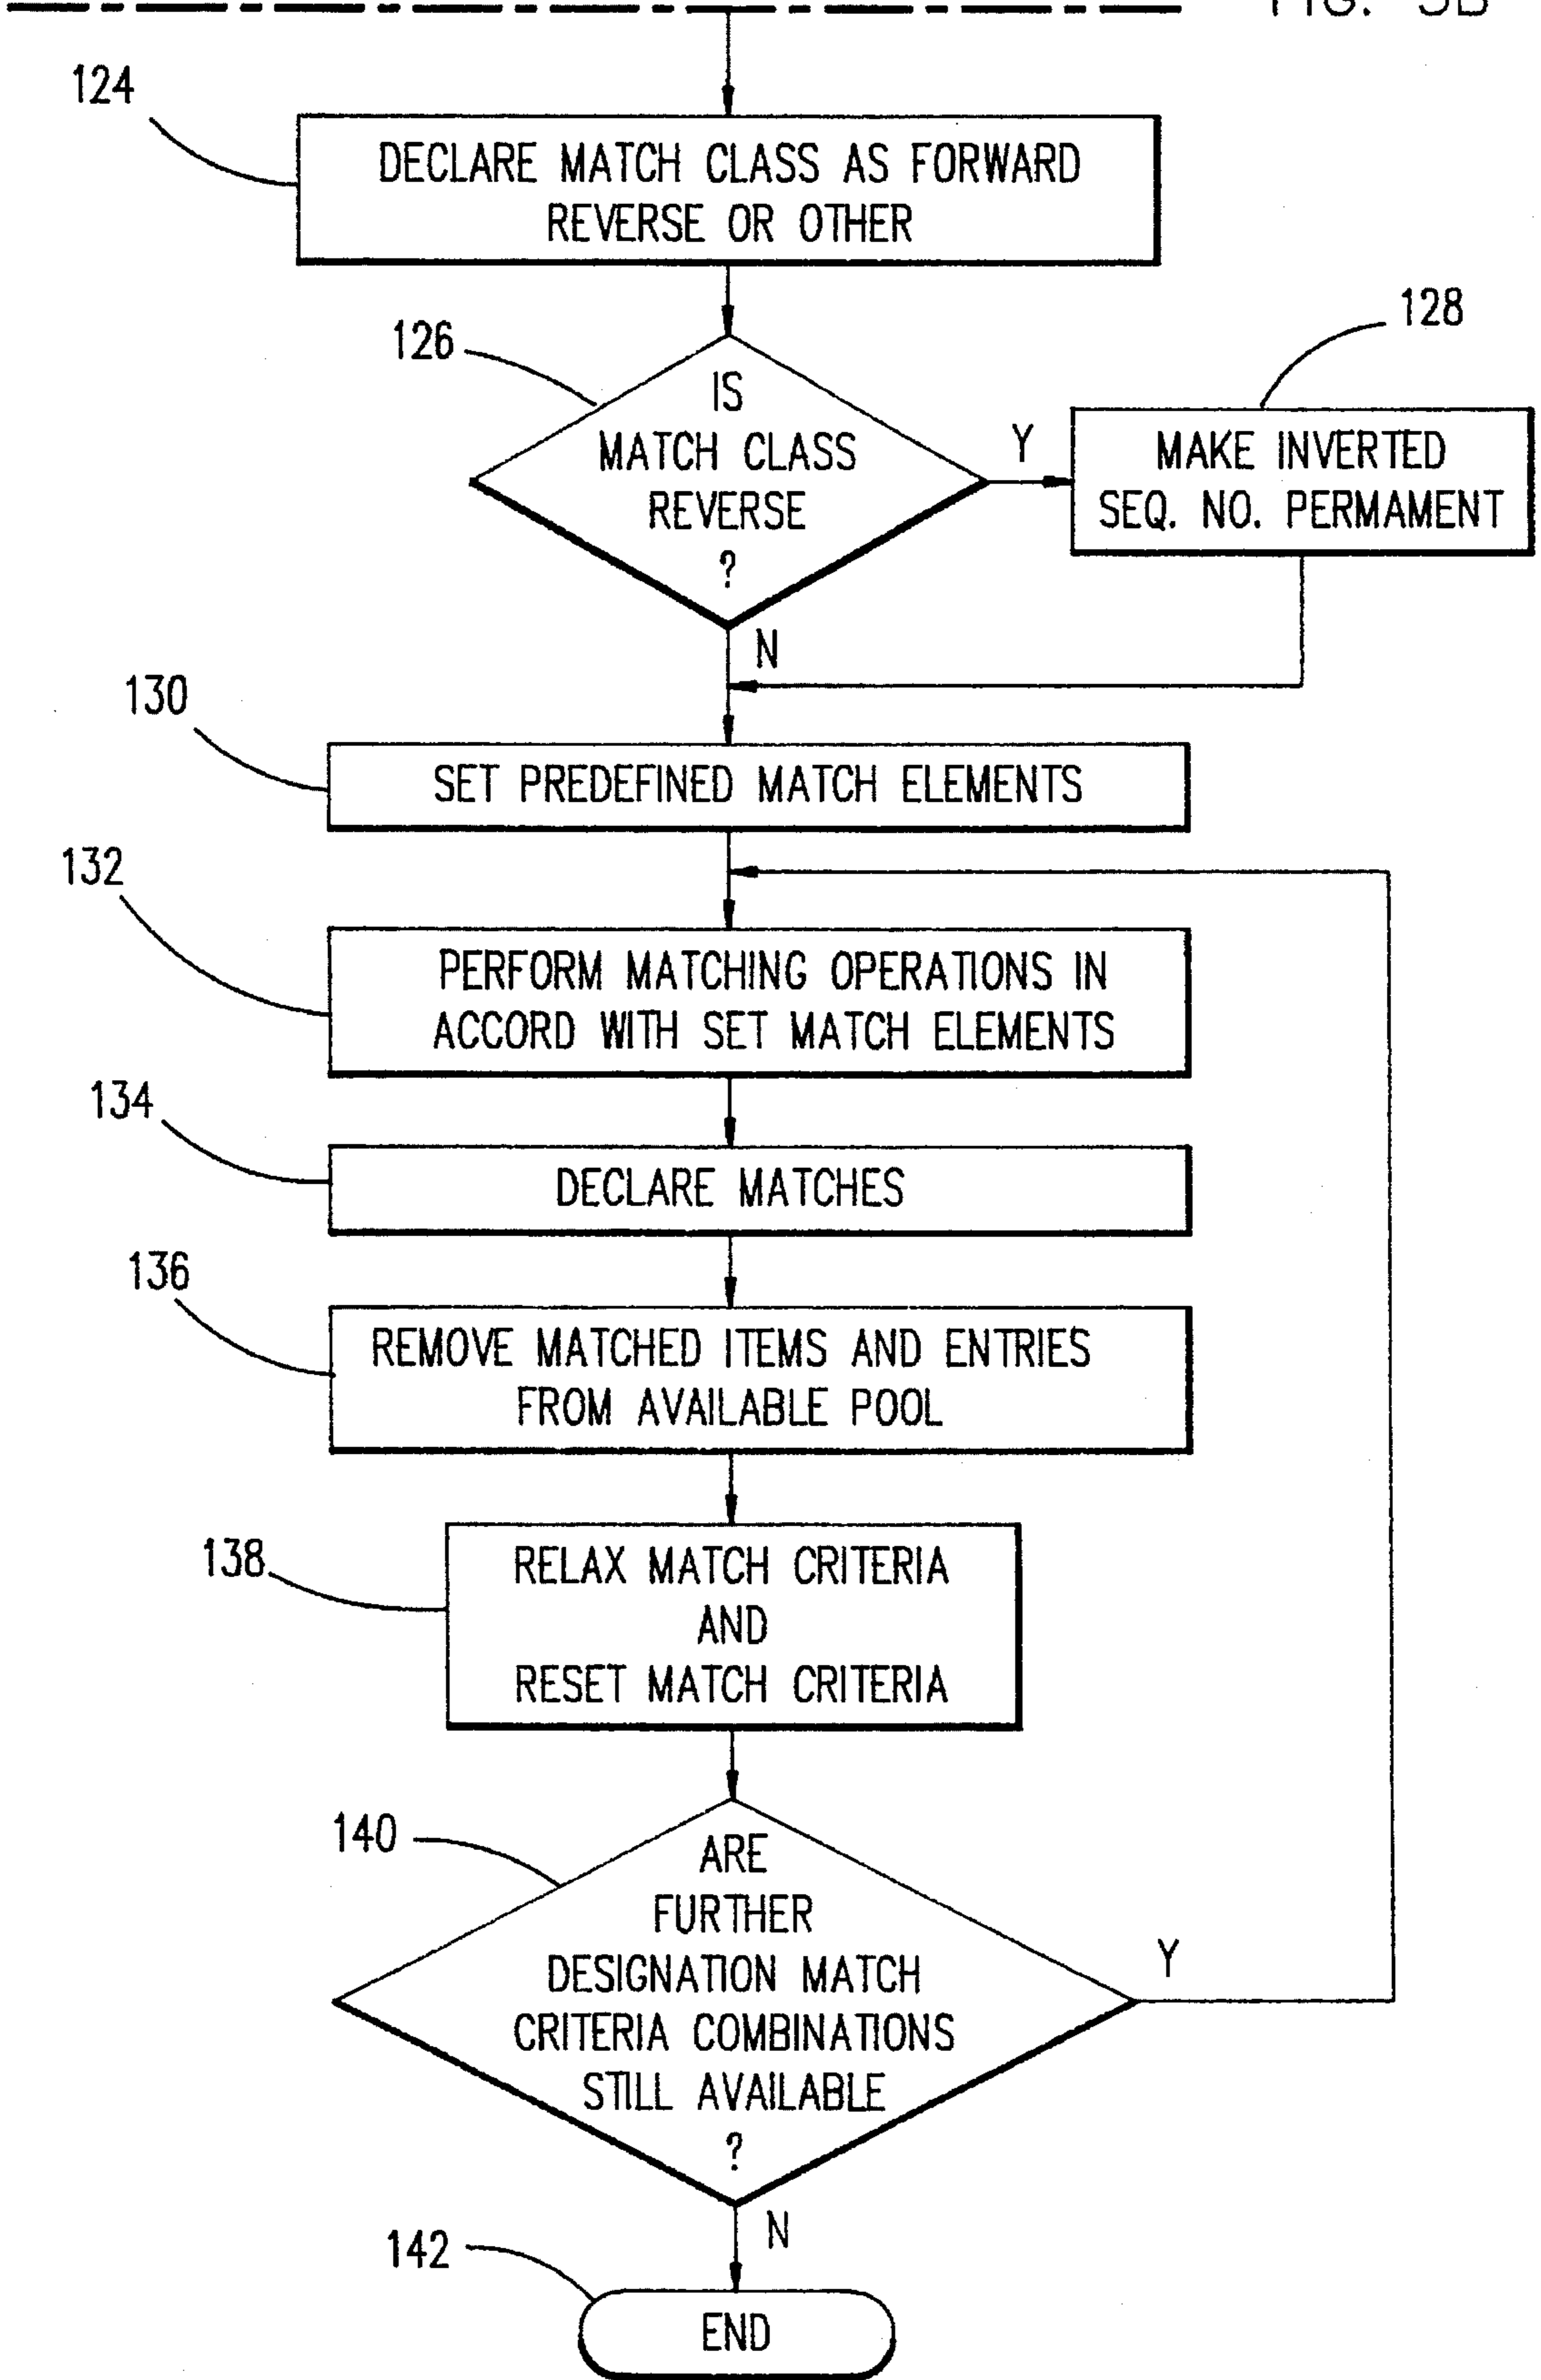 124
DECLARE MATCH CLASS AS FORWARD
REVERSE OR OTHER
126
IS
MATCH CLASS
REVERSE
?
Y
128
MAKE INVERTED
SEQ. NO. PERMAMENT
N
130
SET PREDEFINED MATCH ELEMENTS
132
PERFORM MATCHING OPERATIONS IN
ACCORD WITH SET MATCH ELEMENTS
134
DECLARE MATCHES
136
REMOVE MATCHED ITEMS AND ENTRIES
FROM AVAILABLE POOL
138
RELAX MATCH CRITERIA
AND
RESET MATCH CRITERIA
140
ARE
FURTHER
DESIGNATION MATCH
CRITERIA COMBINATIONS
STILL AVAILABLE
?
Y
N
142
END